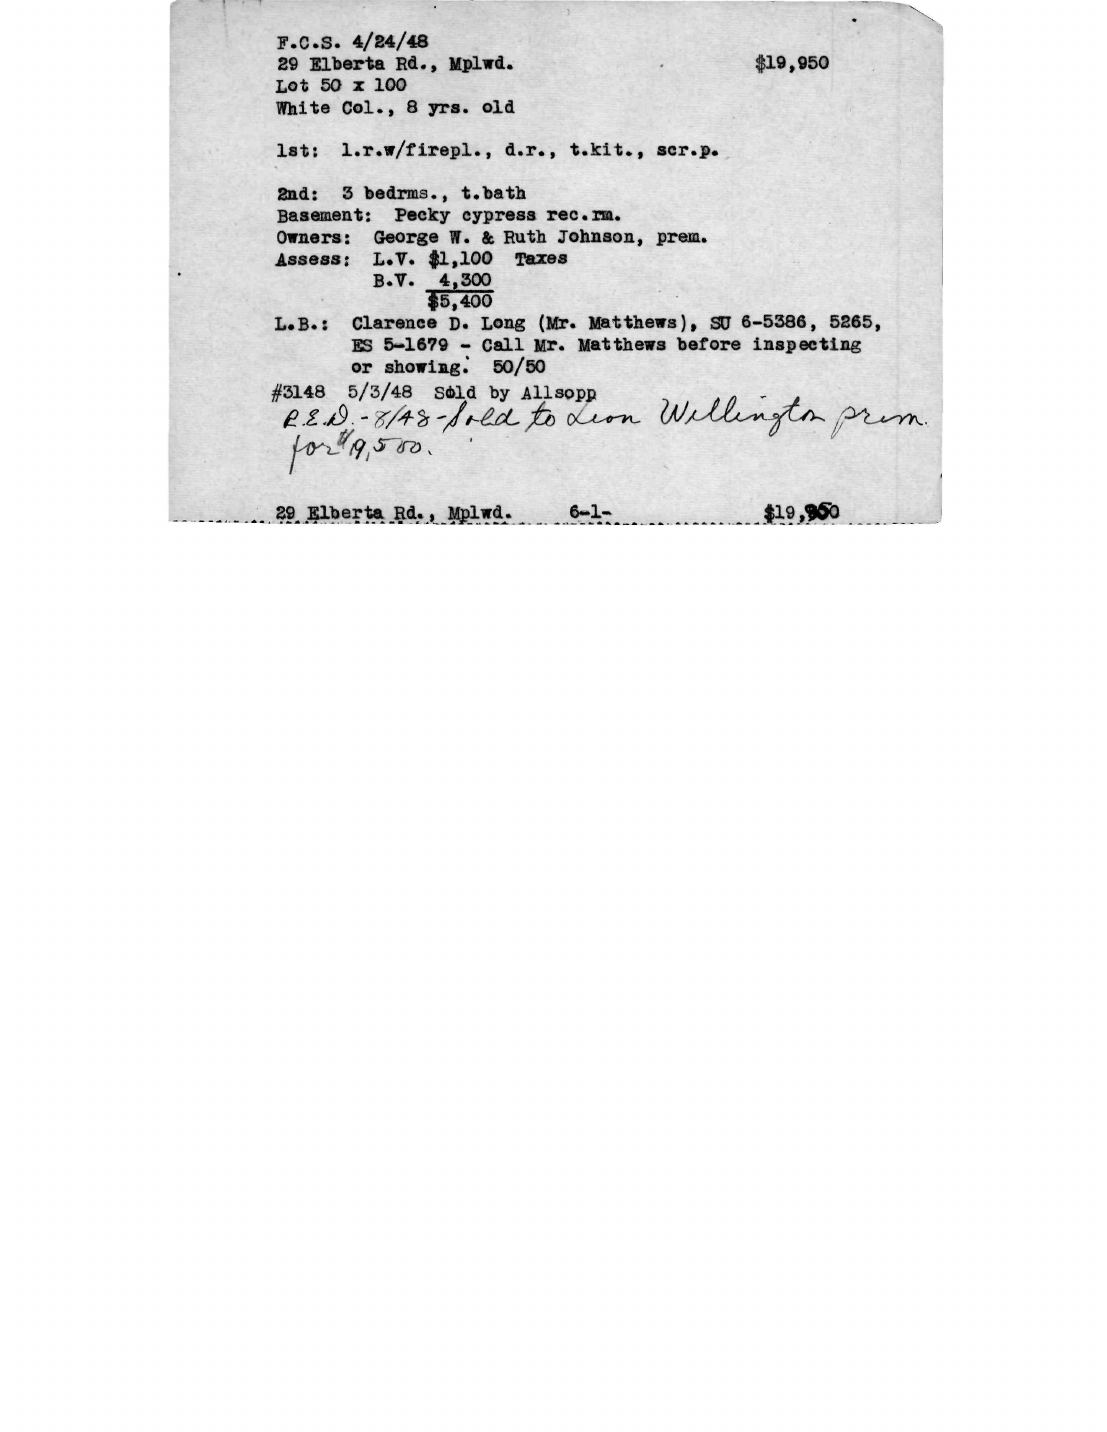 F.C.S. 4/24/48
29 Elberta Rd., Mplwd. $19,950
Lot 50 x 100
White Col., 8 yrs. old
1st: l.r.w/firepl., d.r., t.kit., scr.p.
2nd: 3 bedrms., t.bath
Basement: Pecky cypress rec.rm.
Owners: George W. & Ruth Johnson, prem.
Assess: L.V. $1,100 Taxes
B.V. 4,300
$5,400
L.B.: Clarence D. Long (Mr. Matthews), SU 6-5386, 5265,
ES 5-1679 - Call Mr. Matthews before inspecting
or showing. 50/50
#3148 5/3/48 Sold by Allsopp
R.E.D. - 8/48 - Sold to Leon Wellington prem.
for $19,500.
29 Elberta Rd., Mplwd. 6-1- $19,950